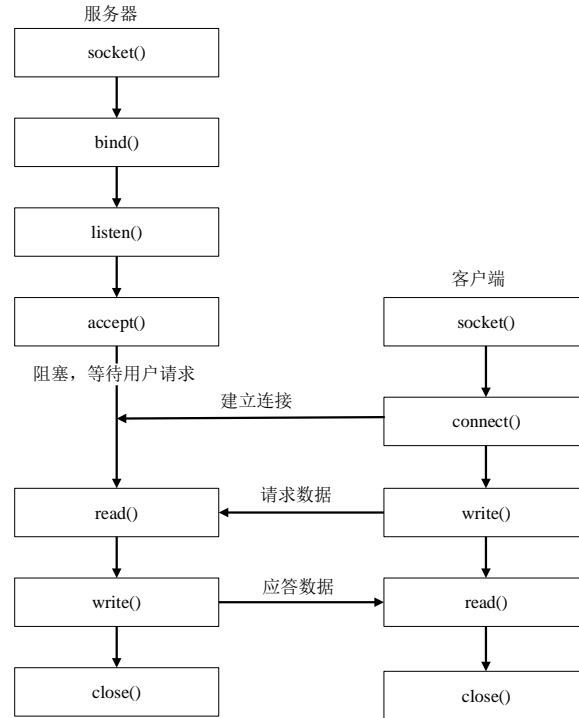 服务器
socket()
bind()
listen()
accept()
阻塞，等待用户请求
客户端
socket()
建立连接
connect()
read()
请求数据
write()
write()
应答数据
read()
close()
close()